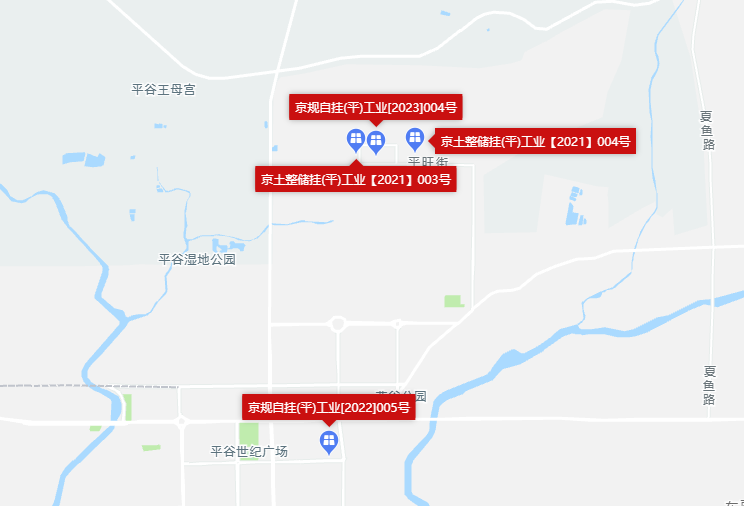 平谷王母宫
京规自挂(平)工业[2023]004号
夏鱼路
京土整储挂(平)工业【2021】004号
平旺街
京土整储挂(平)工业【2021】003号
平谷湿地公园
夏鱼路
公园
京规自挂(平)工业[2022]005号
平谷世纪广场